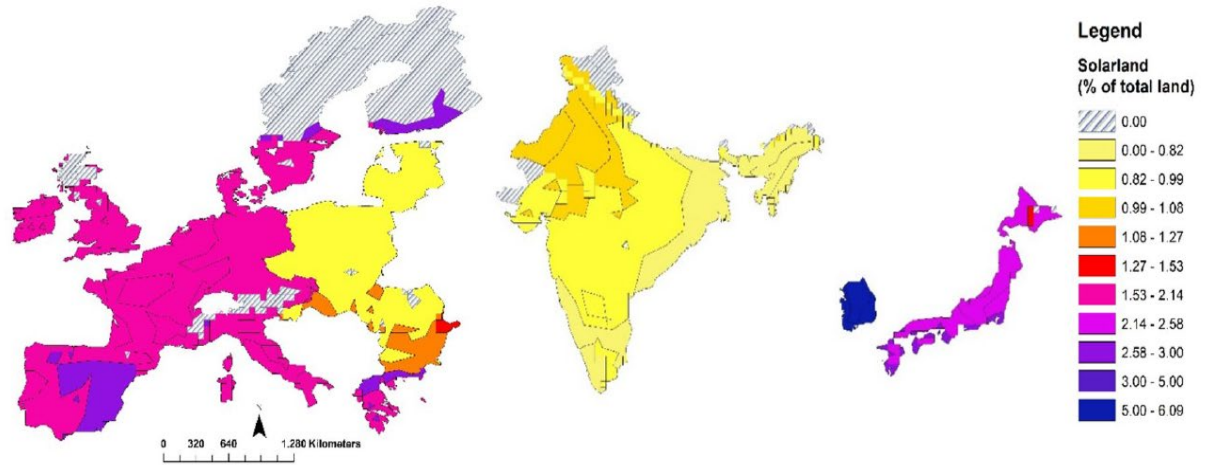 Legend
Solarland
(% of total land)
0.00
0.00 - 0.82
0.82 - 0.99
0.99 - 1.08
1.08 - 1.27
1.27 - 1.53
1.53 - 2.14
2.14 - 2.58
2.58 - 3.00
3.00 - 5.00
5.00 - 6.09
0 320 640 1.280 Kilometers